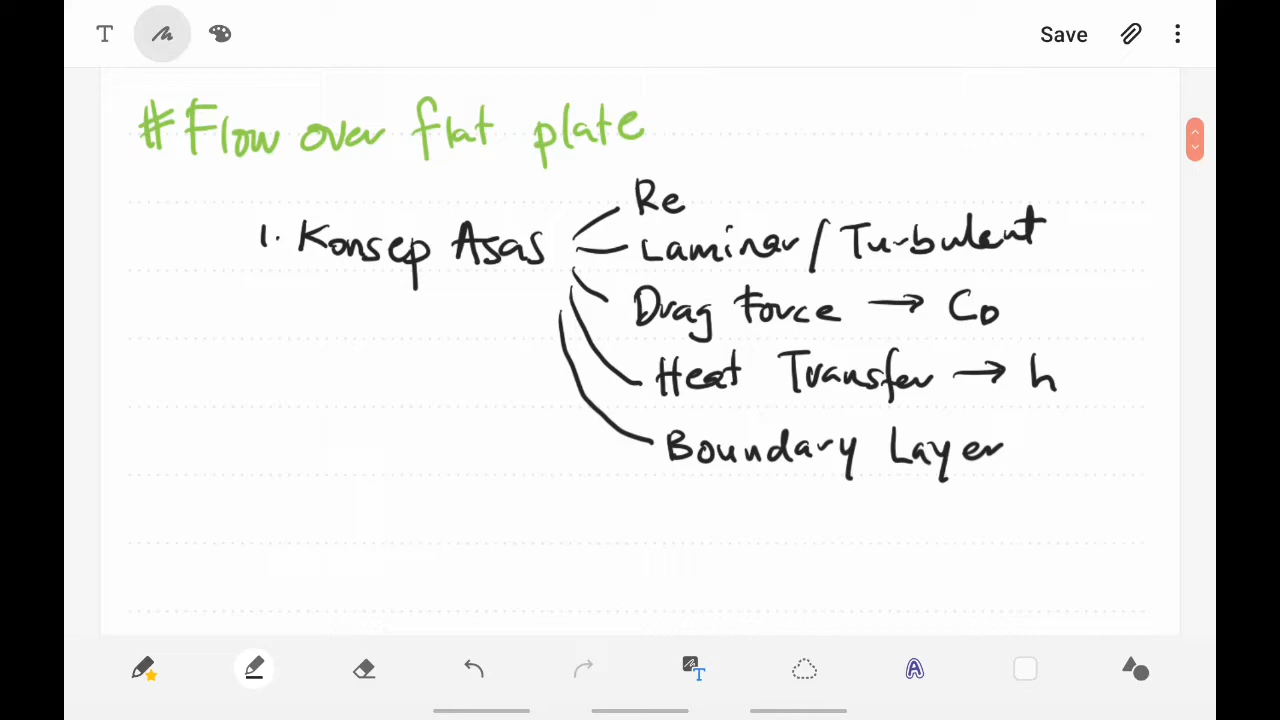 T
Save
#Flow over flat plate
Re
1. Konsep Asas
Laminar / Turbulent
Drag Force → CD
Heat Transfer → h
Boundary Layer
T
A